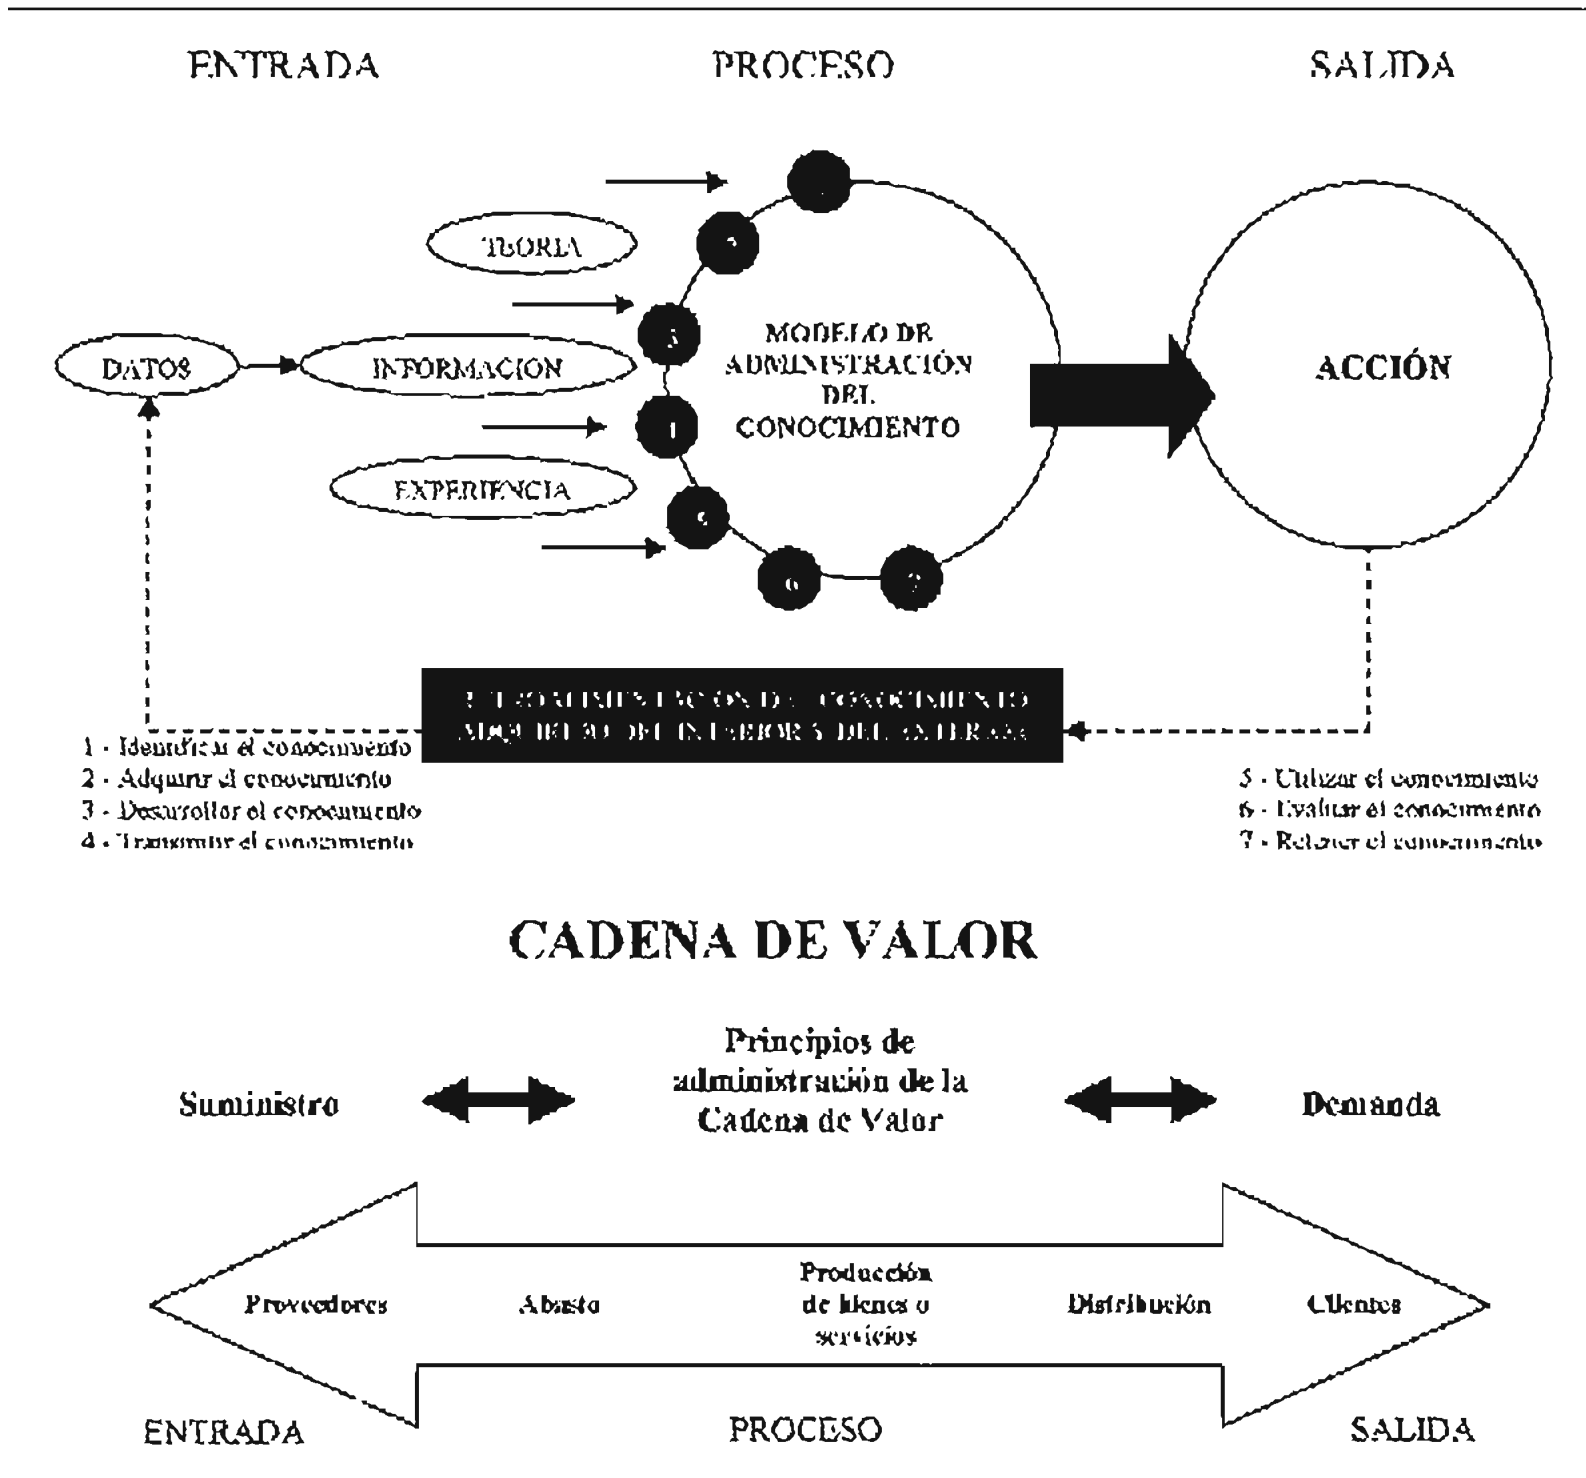 ENTRADA PROCESO SALIDA
TEORIA
MODELO DE
ADMINISTRACIÓN
DEL
CONOCIMIENTO
DATOS INFORMACION
ACCIÓN
EXPERIENCIA
6
DEL CONOCIMIENTO
1 - Identificar el conocimiento
2 - Adquirir el conocimiento
3 - Desarrollar el conocimiento
4 - Transmitir el conocimiento
5 - Utilizar el conocimiento
6 - Evaluar el conocimiento
7 - Retener el conocimiento
CADENA DE VALOR
Suministro
Principios de
administración de la
Cadena de Valor
Demanda
Proveedores
Abasto
Producción
de bienes o
servicios
Distribución
Clientes
ENTRADA PROCESO SALIDA